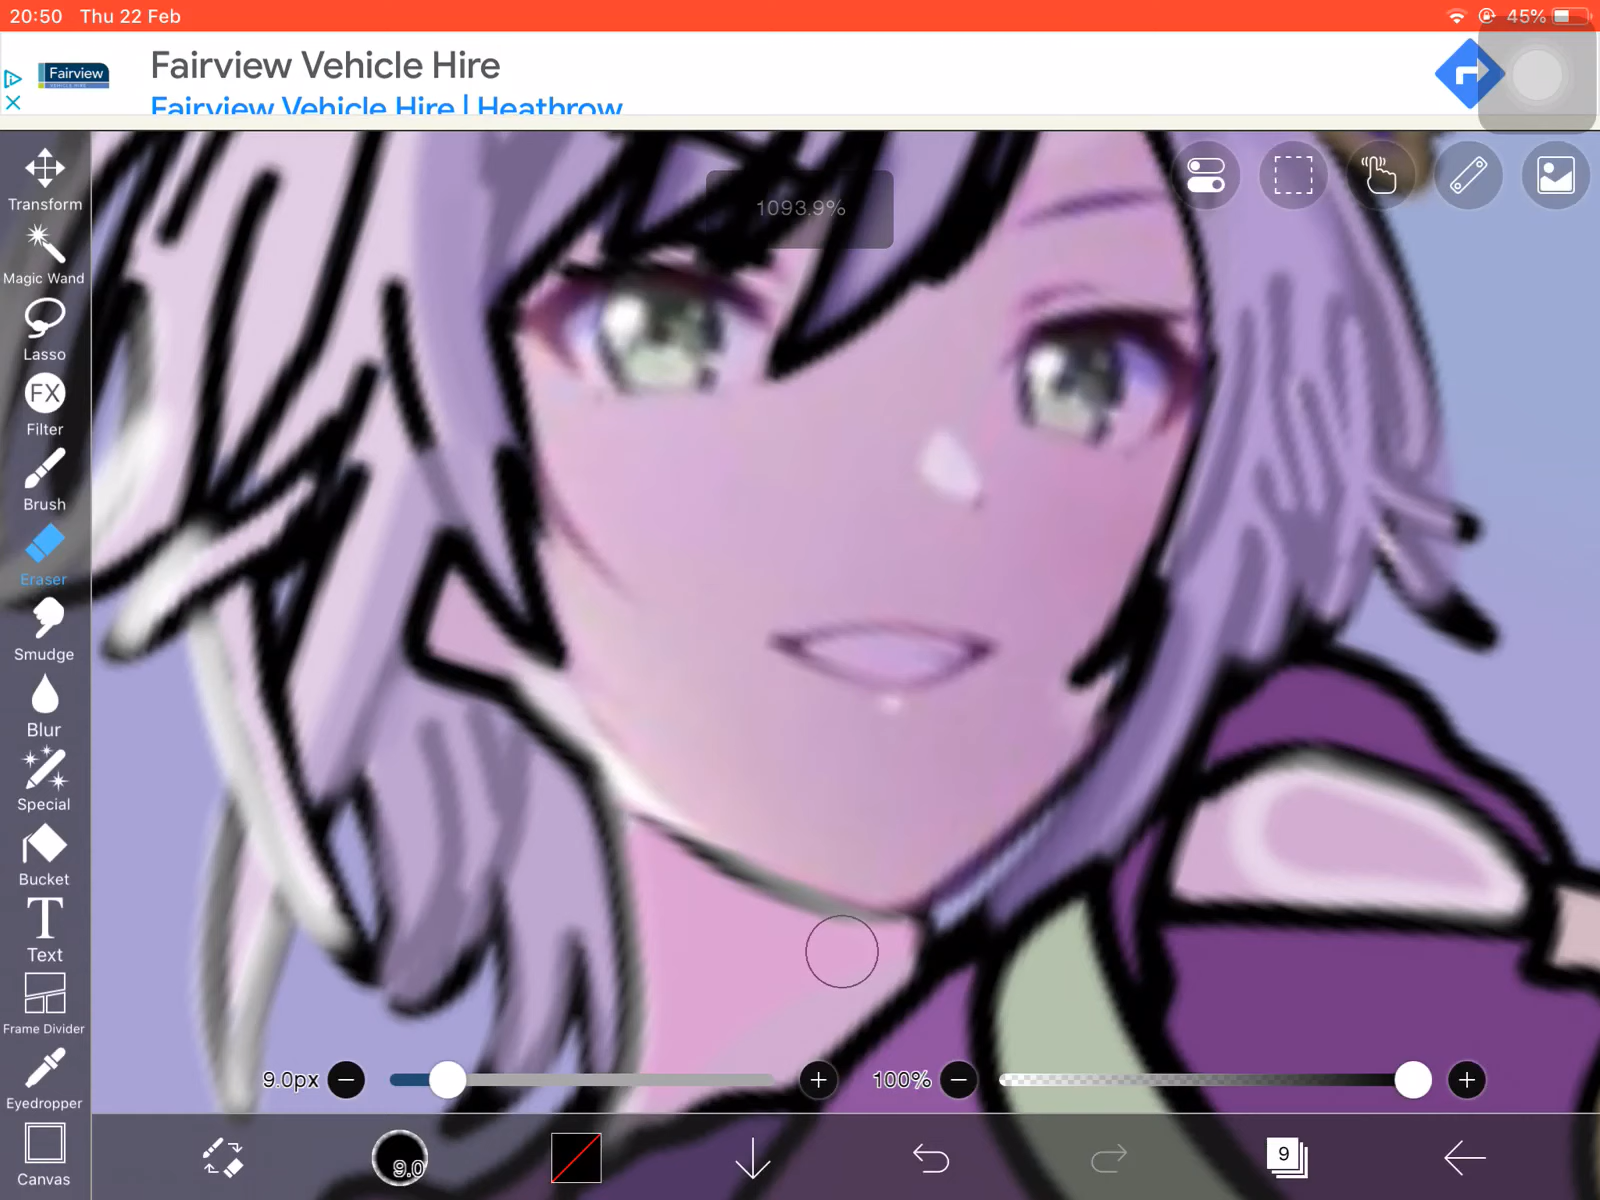 20:50 Thu 22 Feb
45%
Fairview
Fairview Vehicle Hire
Fairview Vehicle Hire | Heathrow
1093.9%
Transform
Magic Wand
Lasso
FX
Filter
Brush
Eraser
Smudge
Blur
Special
Bucket
T
Text
Frame Divider
Eyedropper
Canvas
9.0px
100%
9.0
9